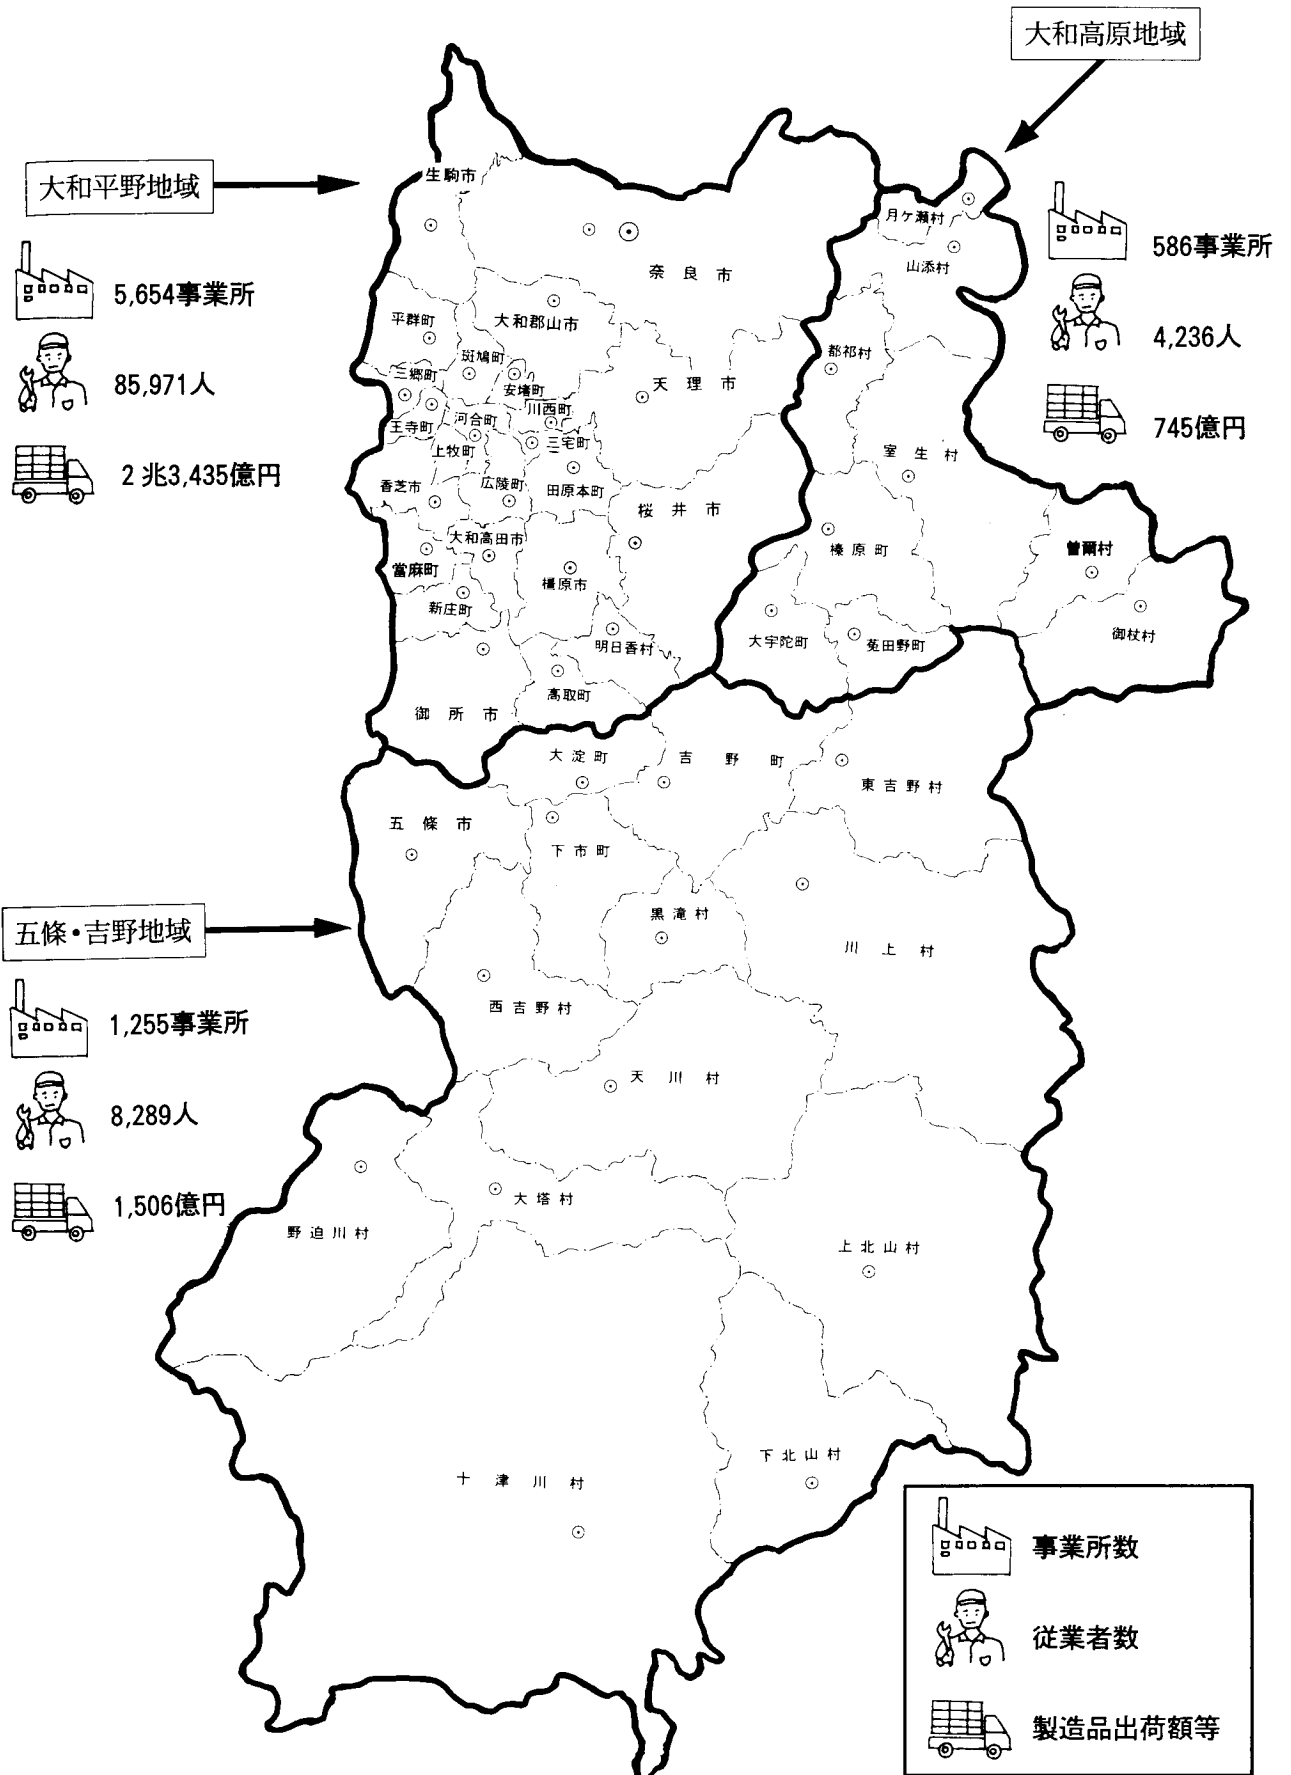 大和高原地域
586事業所
4,236人
745億円
大和平野地域
5,654事業所
85,971人
2兆3,435億円
五條・吉野地域
1,255事業所
8,289人
1,506億円
生駒市
奈良市
月ケ瀬村
山添村
平群町
大和郡山市
都祁村
斑鳩町
三郷町
安堵町
天理市
川西町
王寺町
河合町
三宅町
上牧町
室生村
香芝市
広陵町
田原本町
桜井市
大和高田市
榛原町
曽爾村
當麻町
橿原市
新庄町
御杖村
明日香村
大宇陀町
菟田野町
高取町
御所市
大淀町
吉野町
東吉野村
五條市
下市町
黒滝村
川上村
西吉野村
天川村
大塔村
野迫川村
上北山村
下北山村
十津川村
事業所数
従業者数
製造品出荷額等